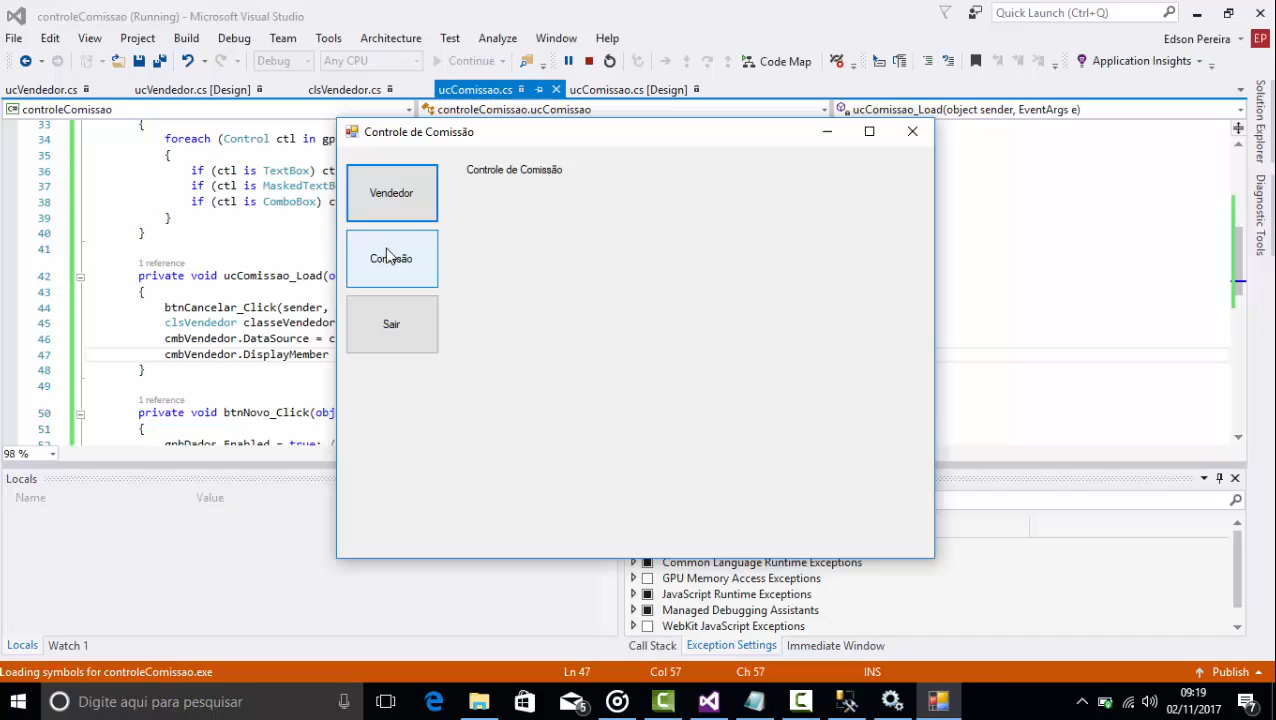 controleComissao (Running) - Microsoft Visual Studio
Quick Launch (Ctrl+Q)
File Edit View Project Build Debug Team Tools Architecture Test Analyze Window Help
Edson Pereira EP
Debug Any CPU Continue Code Map Application Insights
ucVendedor.cs ucVendedor.cs [Design] clsVendedor.cs ucComissao.cs ucComissao.cs [Design]
controleComissao controleComissao.ucComissao ucComissao_Load(object sender, EventArgs e)
Solution Explorer
Diagnostic Tools
33 {
34 foreach (Control ctl in gp
35 {
36 if (ctl is TextBox) ct
37 if (ctl is MaskedTextB
38 if (ctl is ComboBox) c
39 }
40 }
41
1 reference
42 private void ucComissao_Load(o
43 {
44 btnCancelar_Click(sender,
45 clsVendedor classeVendedor
46 cmbVendedor.DataSource = c
47 cmbVendedor.DisplayMember
48 }
49
1 reference
50 private void btnNovo_Click(obj
51 {
52 gpbDados.Enabled = true; /
98 %
Controle de Comissão
Controle de Comissão
Vendedor
Comissão
Sair
Locals
Name Value
Common Language Runtime Exceptions
GPU Memory Access Exceptions
JavaScript Runtime Exceptions
Managed Debugging Assistants
WebKit JavaScript Exceptions
Locals Watch 1
Call Stack Exception Settings Immediate Window
Loading symbols for controleComissao.exe Ln 47 Col 57 Ch 57 INS Publish
Digite aqui para pesquisar
5
09:19
02/11/2017
7